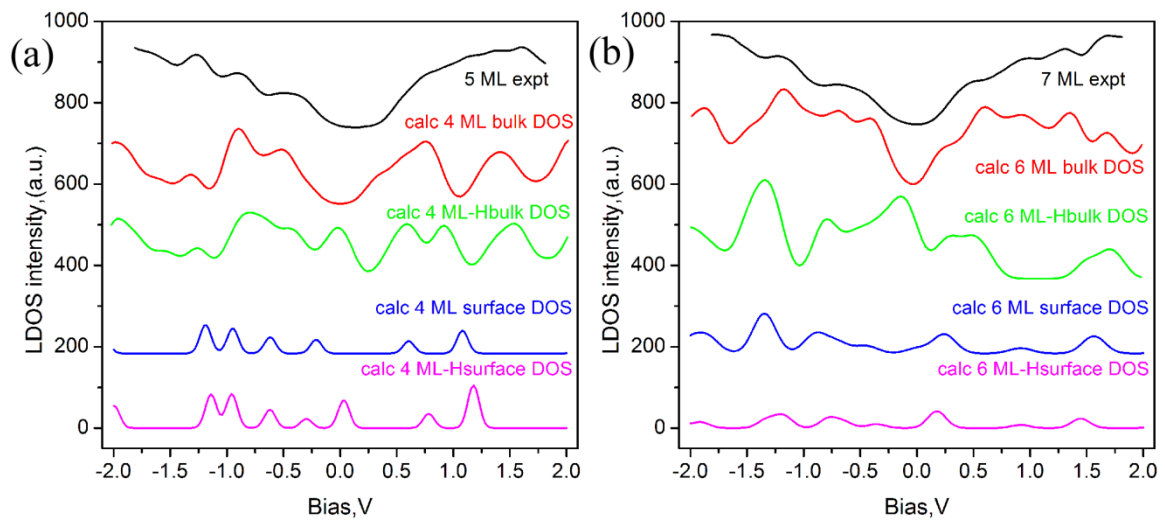 (a)
1000
800
600
400
200
0
LDOS intensity,(a.u.)
5 ML expt
calc 4 ML bulk DOS
calc 4 ML-Hbulk DOS
calc 4 ML surface DOS
calc 4 ML-Hsurface DOS
-2.0 -1.5 -1.0 -0.5 0.0 0.5 1.0 1.5 2.0
Bias,V
(b)
1000
800
600
400
200
0
LDOS intensity,(a.u.)
7 ML expt
calc 6 ML bulk DOS
calc 6 ML-Hbulk DOS
calc 6 ML surface DOS
calc 6 ML-Hsurface DOS
-2.0 -1.5 -1.0 -0.5 0.0 0.5 1.0 1.5 2.0
Bias,V